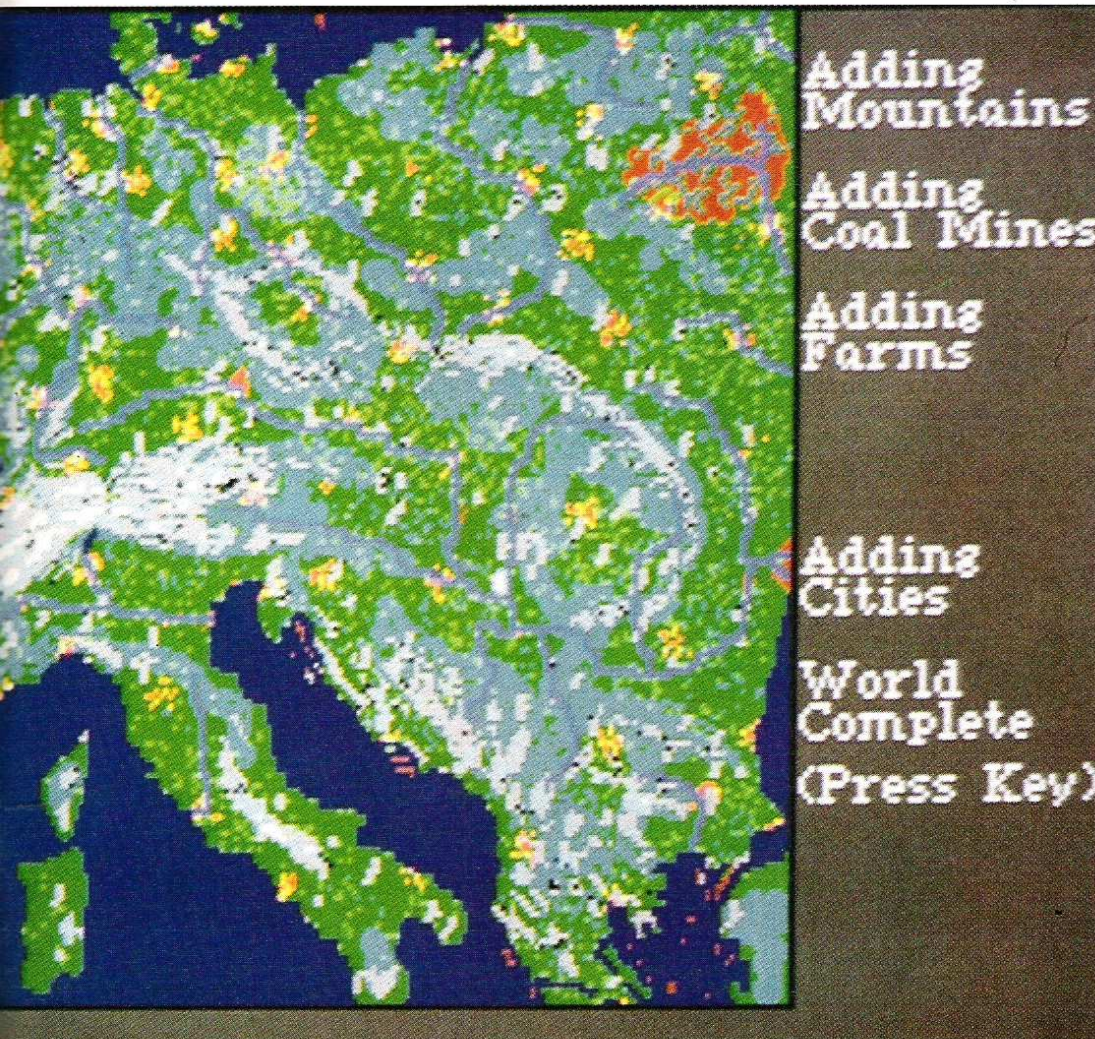 Adding
Mountains
Adding
Coal Mines
Adding
Farms
Adding
Cities
World
Complete
(Press Key)